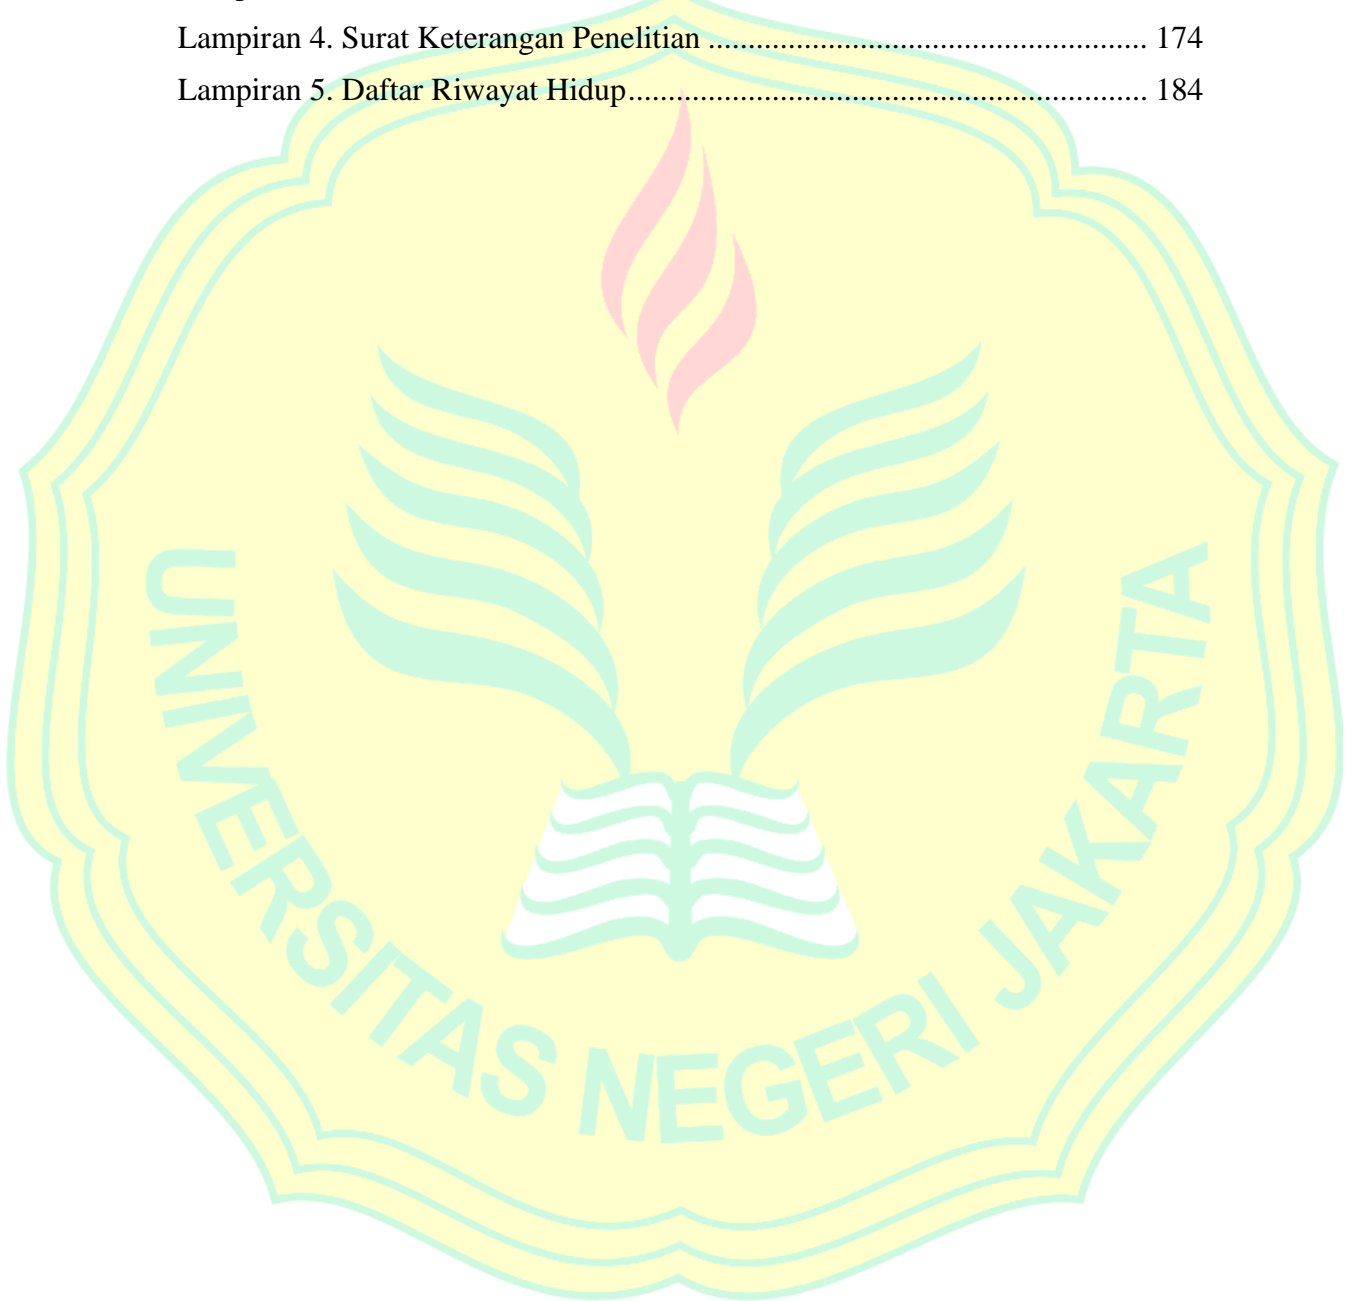 Lampiran 4. Surat Keterangan Penelitian ....................................................... 174
Lampiran 5. Daftar Riwayat Hidup................................................................. 184
UNIVERSITAS NEGERI JAKARTA